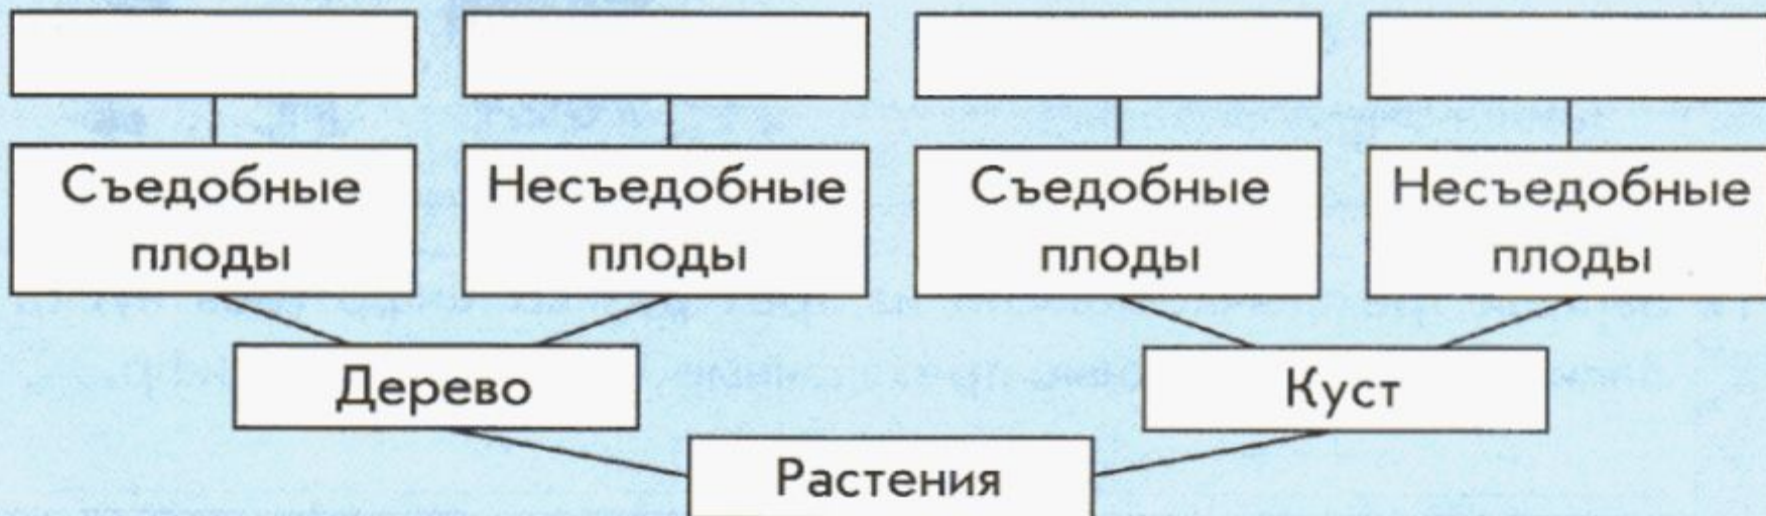 Съедобные
плоды
Несъедобные
плоды
Съедобные
плоды
Несъедобные
плоды
Дерево
Куст
Растения